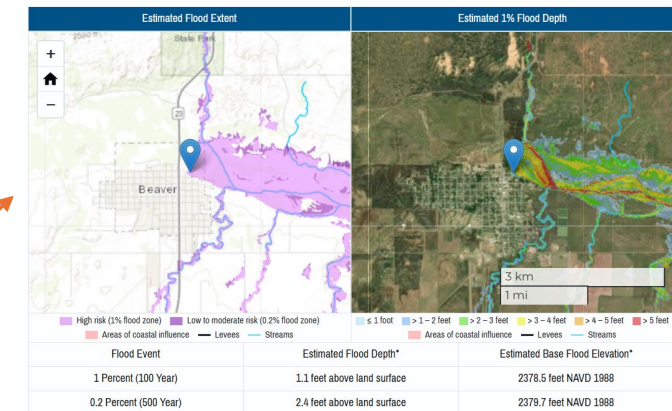 Estimated Flood Extent
Estimated 1% Flood Depth
2500 ft
State Park
+
−
23
Beaver
3 km
1 mi
High risk (1% flood zone) Low to moderate risk (0.2% flood zone)
Areas of coastal influence Levees Streams
≤ 1 foot > 1 – 2 feet > 2 – 3 feet > 3 – 4 feet > 4 – 5 feet > 5 feet
Areas of coastal influence Levees Streams
Flood Event Estimated Flood Depth* Estimated Base Flood Elevation*
1 Percent (100 Year) 1.1 feet above land surface 2378.5 feet NAVD 1988
0.2 Percent (500 Year) 2.4 feet above land surface 2379.7 feet NAVD 1988